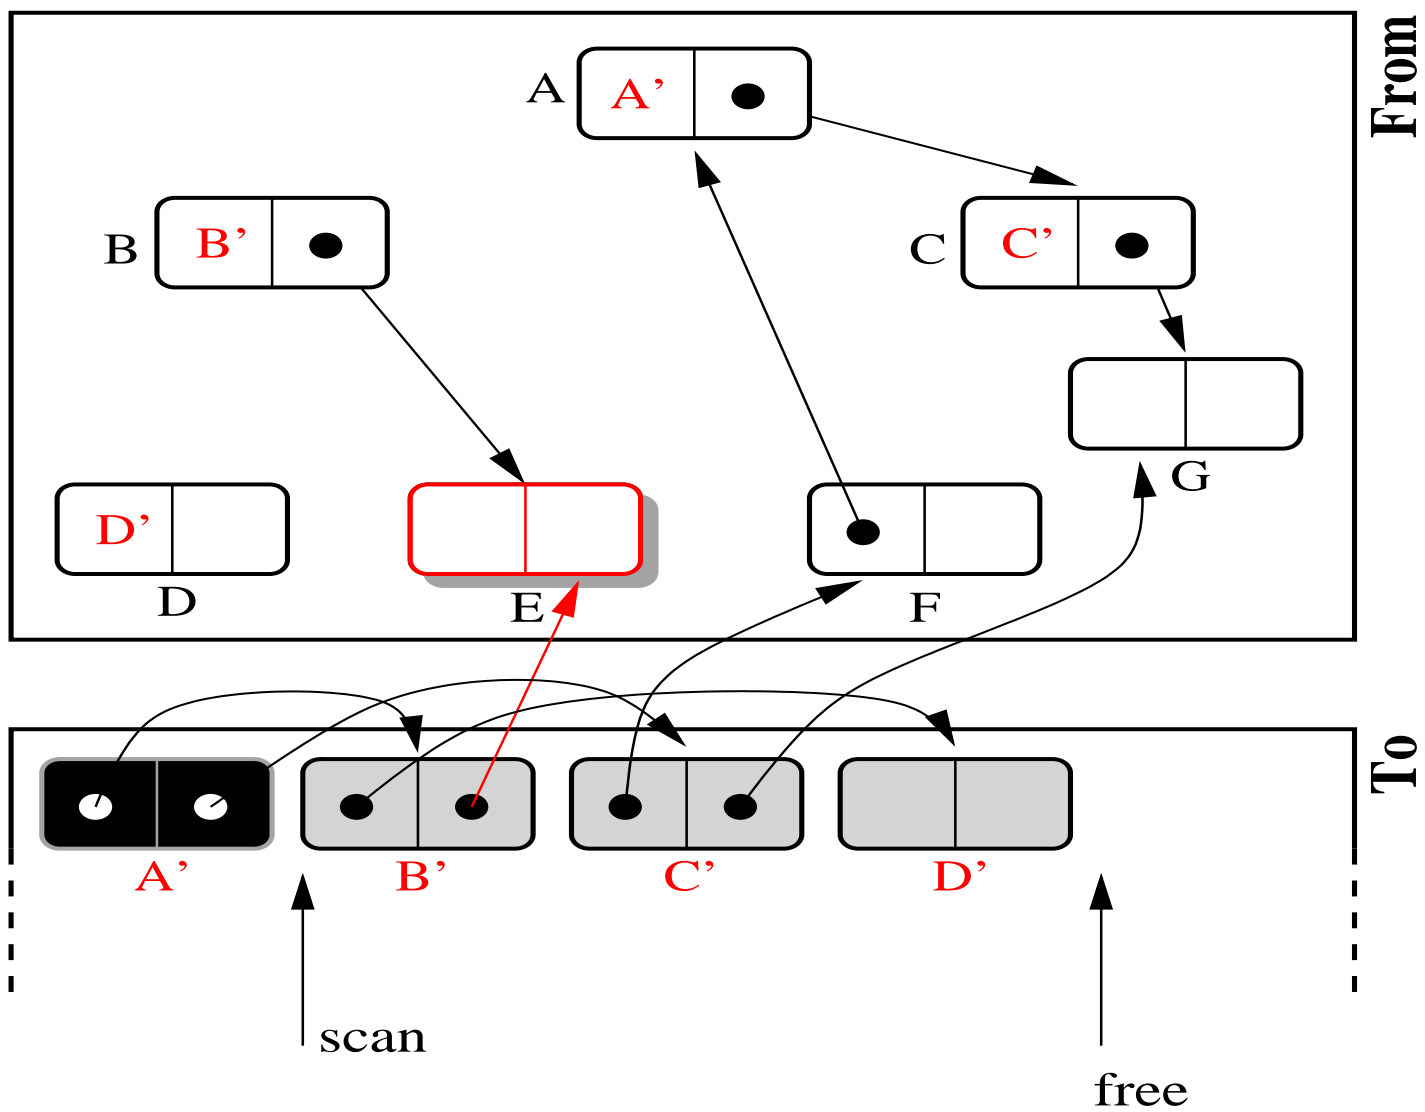 From
A A’
B B’
C C’
G
D’
D
E
F
To
A’ B’ C’ D’
scan
free